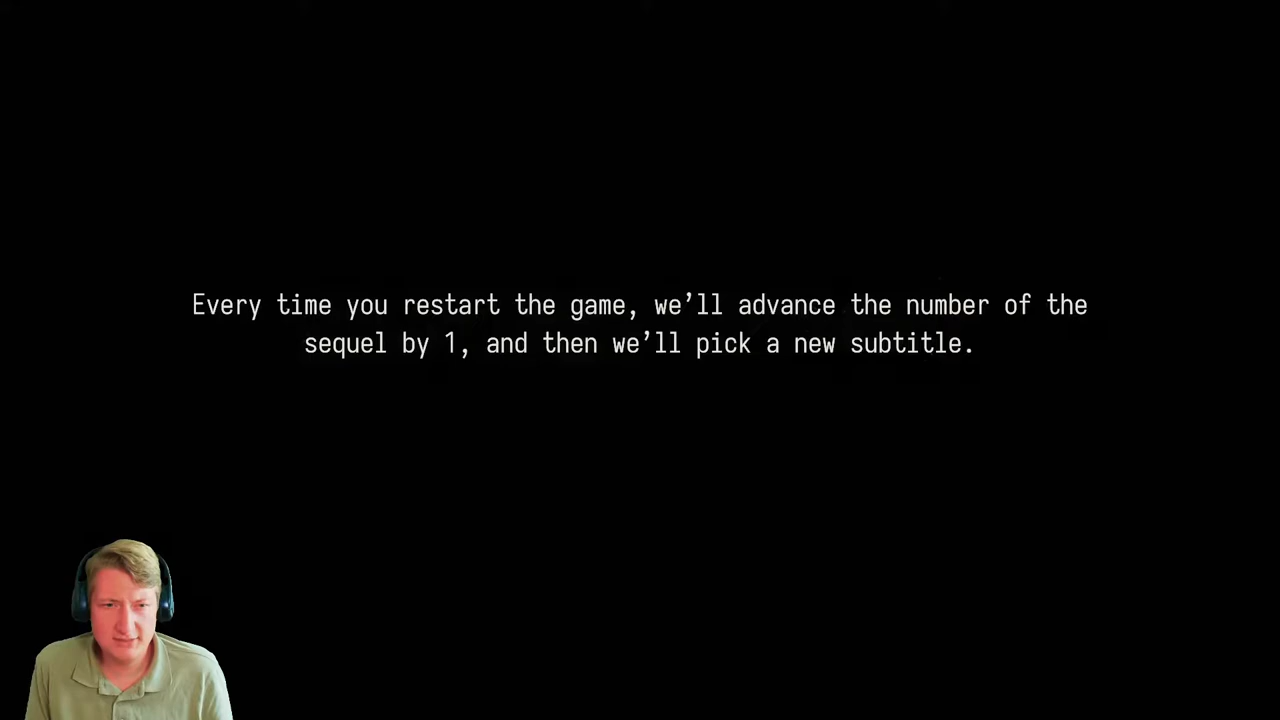 Every time you restart the game, we’ll advance the number of the
sequel by 1, and then we’ll pick a new subtitle.